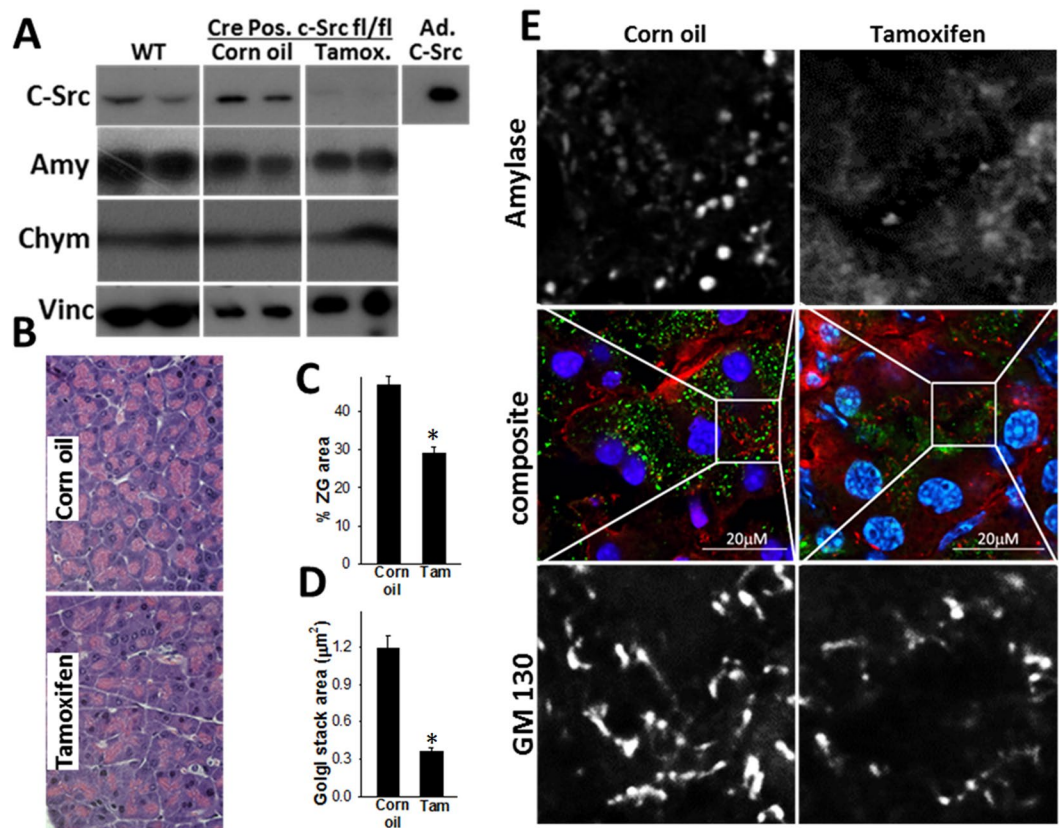 A
WT
Cre Pos. c-Src fl/fl
Corn oil
Tamox.
Ad.
C-Src
C-Src
Amy
Chym
Vinc
B
Corn oil
Tamoxifen
C
% ZG area
40
30
20
10
0
*
Corn
oil
Tam
D
Golgl stack area (µm²)
1.2
0.9
0.6
0.3
0.0
*
Corn
oil
Tam
E
Corn oil
Tamoxifen
Amylase
composite
20µM
20µM
GM 130